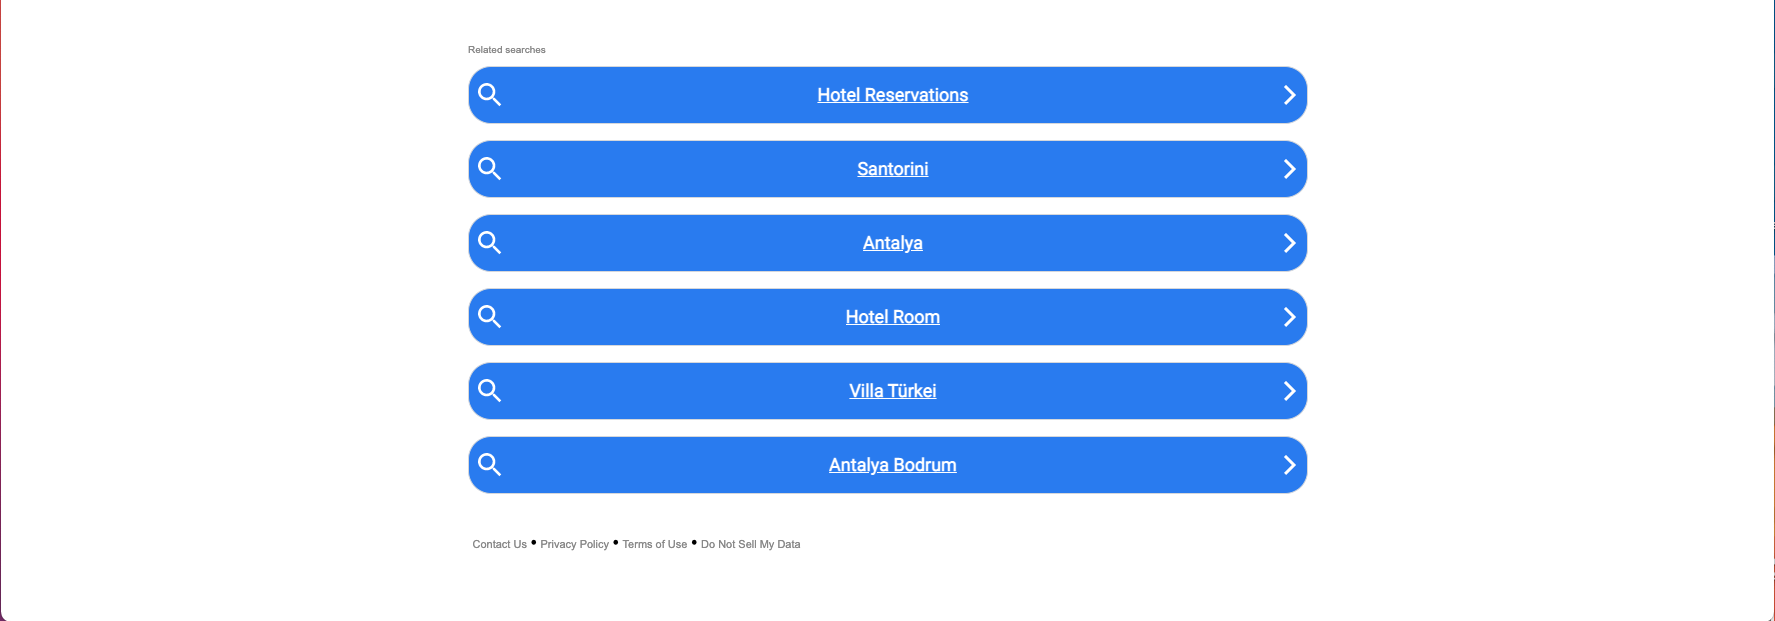 Related searches
Hotel Reservations
Santorini
Antalya
Hotel Room
Villa Türkei
Antalya Bodrum
Contact Us • Privacy Policy • Terms of Use • Do Not Sell My Data